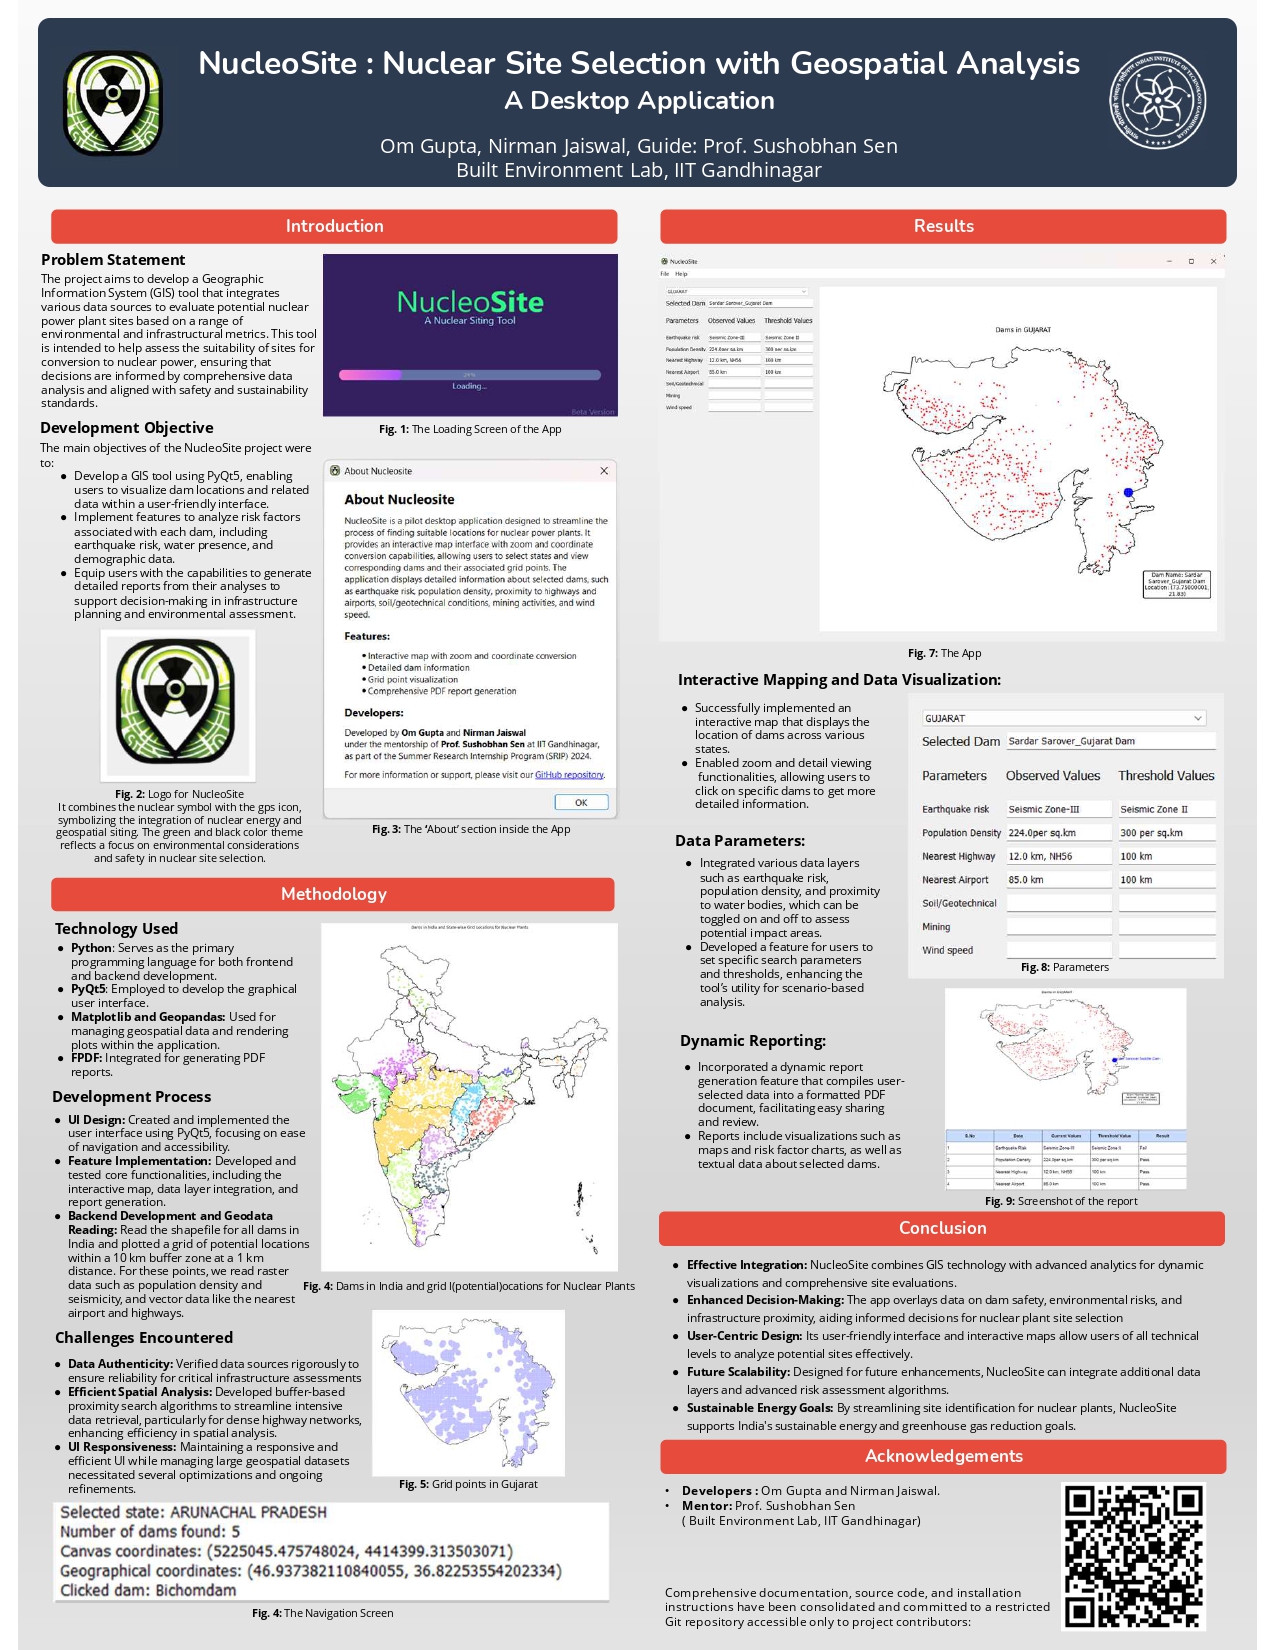 NucleoSite : Nuclear Site Selection with Geospatial Analysis
A Desktop Application
Om Gupta, Nirman Jaiswal, Guide: Prof. Sushobhan Sen
Built Environment Lab, IIT Gandhinagar
Introduction
Problem Statement
The project aims to develop a Geographic
Information System (GIS) tool that integrates
various data sources to evaluate potential nuclear
power plant sites based on a range of
environmental and infrastructural metrics. This tool
is intended to help assess the suitability of sites for
conversion to nuclear power, ensuring that
decisions are informed by comprehensive data
analysis and aligned with safety and sustainability
standards.
Development Objective
The main objectives of the NucleoSite project were
to:
● Develop a GIS tool using PyQt5, enabling
users to visualize dam locations and related
data within a user-friendly interface.
● Implement features to analyze risk factors
associated with each dam, including
earthquake risk, water presence, and
demographic data.
● Equip users with the capabilities to generate
detailed reports from their analyses to
support decision-making in infrastructure
planning and environmental assessment.
Fig. 2: Logo for NucleoSite
It combines the nuclear symbol with the gps icon,
symbolizing the integration of nuclear energy and
geospatial siting. The green and black color theme
reflects a focus on environmental considerations
and safety in nuclear site selection.
NucleoSite
A Nuclear Siting Tool
24%
Loading...
Beta Version
Fig. 1: The Loading Screen of the App
About Nucleosite
About Nucleosite
NucleoSite is a pilot desktop application designed to streamline the
process of finding suitable locations for nuclear power plants. It
provides an interactive map interface with zoom and coordinate
conversion capabilities, allowing users to select states and view
corresponding dams and their associated grid points. The
application displays detailed information about selected dams, such
as earthquake risk, population density, proximity to highways and
airports, soil/geotechnical conditions, mining activities, and wind
speed.
Features:
• Interactive map with zoom and coordinate conversion
• Detailed dam information
• Grid point visualization
• Comprehensive PDF report generation
Developers:
Developed by Om Gupta and Nirman Jaiswal
under the mentorship of Prof. Sushobhan Sen at IIT Gandhinagar,
as part of the Summer Research Internship Program (SRIP) 2024.
For more information or support, please visit our GitHub repository.
OK
Fig. 3: The 'About' section inside the App
Methodology
Technology Used
● Python: Serves as the primary
programming language for both frontend
and backend development.
● PyQt5: Employed to develop the graphical
user interface.
● Matplotlib and Geopandas: Used for
managing geospatial data and rendering
plots within the application.
● FPDF: Integrated for generating PDF
reports.
Development Process
● UI Design: Created and implemented the
user interface using PyQt5, focusing on ease
of navigation and accessibility.
● Feature Implementation: Developed and
tested core functionalities, including the
interactive map, data layer integration, and
report generation.
● Backend Development and Geodata
Reading: Read the shapefile for all dams in
India and plotted a grid of potential locations
within a 10 km buffer zone at a 1 km
distance. For these points, we read raster
data such as population density and
seismicity, and vector data like the nearest
airport and highways.
Dams in India and State-wise Grid Locations for Nuclear Plants
Fig. 4: Dams in India and grid l(potential)ocations for Nuclear Plants
Challenges Encountered
● Data Authenticity: Verified data sources rigorously to
ensure reliability for critical infrastructure assessments
● Efficient Spatial Analysis: Developed buffer-based
proximity search algorithms to streamline intensive
data retrieval, particularly for dense highway networks,
enhancing efficiency in spatial analysis.
● UI Responsiveness: Maintaining a responsive and
efficient UI while managing large geospatial datasets
necessitated several optimizations and ongoing
refinements.
Fig. 5: Grid points in Gujarat
Selected state: ARUNACHAL PRADESH
Number of dams found: 5
Canvas coordinates: (5225045.475748024, 4414399.313503071)
Geographical coordinates: (46.937382110840055, 36.82253554202334)
Clicked dam: Bichomdam
Fig. 4: The Navigation Screen
Results
NucleoSite
File Help
GUJARAT
Selected Dam Sardar Sarover_Gujarat Dam
Parameters Observed Values Threshold Values
Earthquake risk Seismic Zone-III Seismic Zone II
Population Density 224.0per sq.km 300 per sq.km
Nearest Highway 12.0 km, NH56 100 km
Nearest Airport 85.0 km 100 km
Soil/Geotechnical
Mining
Wind speed
Dams in GUJARAT
Dam Name: Sardar
Sarover_Gujarat Dam
Location: (73.75000001,
21.83)
Fig. 7: The App
Interactive Mapping and Data Visualization:
● Successfully implemented an
interactive map that displays the
location of dams across various
states.
● Enabled zoom and detail viewing
functionalities, allowing users to
click on specific dams to get more
detailed information.
Data Parameters:
● Integrated various data layers
such as earthquake risk,
population density, and proximity
to water bodies, which can be
toggled on and off to assess
potential impact areas.
● Developed a feature for users to
set specific search parameters
and thresholds, enhancing the
tool's utility for scenario-based
analysis.
GUJARAT
Selected Dam Sardar Sarover_Gujarat Dam
Parameters Observed Values Threshold Values
Earthquake risk Seismic Zone-III Seismic Zone II
Population Density 224.0per sq.km 300 per sq.km
Nearest Highway 12.0 km, NH56 100 km
Nearest Airport 85.0 km 100 km
Soil/Geotechnical
Mining
Wind speed
Fig. 8: Parameters
Dynamic Reporting:
● Incorporated a dynamic report
generation feature that compiles user-
selected data into a formatted PDF
document, facilitating easy sharing
and review.
● Reports include visualizations such as
maps and risk factor charts, as well as
textual data about selected dams.
S.No Data Current Values Threshold Value Result
1 Earthquake Risk Seismic Zone-III Seismic Zone II Fail
2 Population Density 224.0per sq.km 300 per sq.km Pass
3 Nearest Highway 12.0 km, NH56 100 km Pass
4 Nearest Airport 85.0 km 100 km Pass
Fig. 9: Screenshot of the report
Conclusion
● Effective Integration: NucleoSite combines GIS technology with advanced analytics for dynamic
visualizations and comprehensive site evaluations.
● Enhanced Decision-Making: The app overlays data on dam safety, environmental risks, and
infrastructure proximity, aiding informed decisions for nuclear plant site selection
● User-Centric Design: Its user-friendly interface and interactive maps allow users of all technical
levels to analyze potential sites effectively.
● Future Scalability: Designed for future enhancements, NucleoSite can integrate additional data
layers and advanced risk assessment algorithms.
● Sustainable Energy Goals: By streamlining site identification for nuclear plants, NucleoSite
supports India's sustainable energy and greenhouse gas reduction goals.
Acknowledgements
• Developers : Om Gupta and Nirman Jaiswal.
• Mentor: Prof. Sushobhan Sen
( Built Environment Lab, IIT Gandhinagar)
Comprehensive documentation, source code, and installation
instructions have been consolidated and committed to a restricted
Git repository accessible only to project contributors: